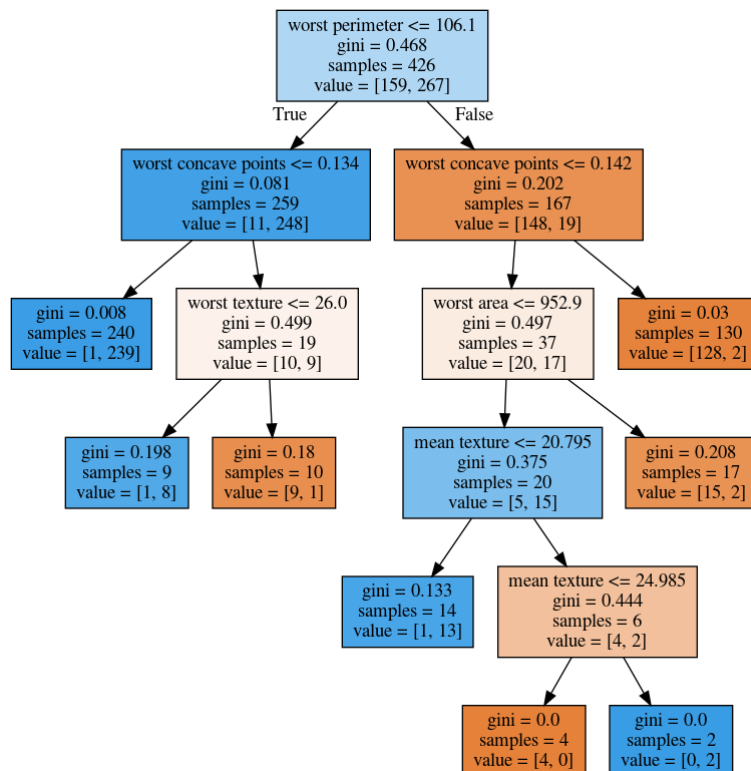 worst perimeter <= 106.1
gini = 0.468
samples = 426
value = [159, 267]
True
False
worst concave points <= 0.134
gini = 0.081
samples = 259
value = [11, 248]
worst concave points <= 0.142
gini = 0.202
samples = 167
value = [148, 19]
gini = 0.008
samples = 240
value = [1, 239]
worst texture <= 26.0
gini = 0.499
samples = 19
value = [10, 9]
worst area <= 952.9
gini = 0.497
samples = 37
value = [20, 17]
gini = 0.03
samples = 130
value = [128, 2]
gini = 0.198
samples = 9
value = [1, 8]
gini = 0.18
samples = 10
value = [9, 1]
mean texture <= 20.795
gini = 0.375
samples = 20
value = [5, 15]
gini = 0.208
samples = 17
value = [15, 2]
gini = 0.133
samples = 14
value = [1, 13]
mean texture <= 24.985
gini = 0.444
samples = 6
value = [4, 2]
gini = 0.0
samples = 4
value = [4, 0]
gini = 0.0
samples = 2
value = [0, 2]